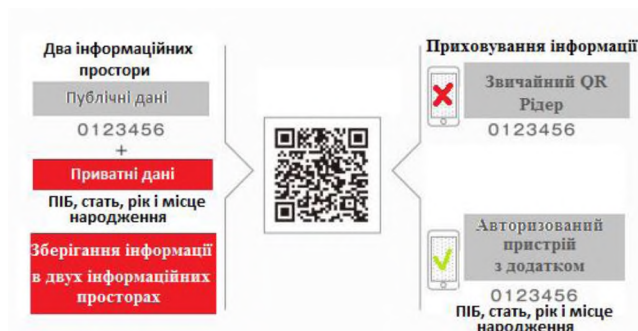 Два інформаційних
простори
Публічні дані
0123456
+
Приватні дані
ПІБ, стать, рік і місце
народження
Зберігання інформації
в двух інформаційних
просторах
Приховування інформації
Звичайний QR
Рідер
0123456
Авторизований
пристрій
з додатком
0123456
ПІБ, стать, рік і місце
народження